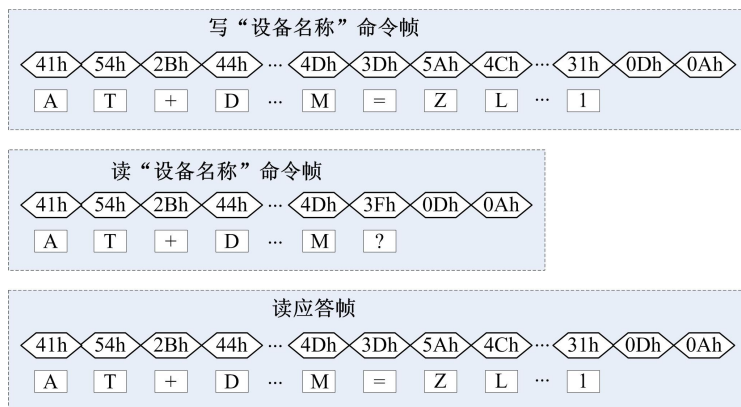 写“设备名称”命令帧
41h 54h 2Bh 44h ... 4Dh 3Dh 5Ah 4Ch ... 31h 0Dh 0Ah
A T + D ... M = Z L ... 1
读“设备名称”命令帧
41h 54h 2Bh 44h ... 4Dh 3Fh 0Dh 0Ah
A T + D ... M ?
读应答帧
41h 54h 2Bh 44h ... 4Dh 3Dh 5Ah 4Ch ... 31h 0Dh 0Ah
A T + D ... M = Z L ... 1